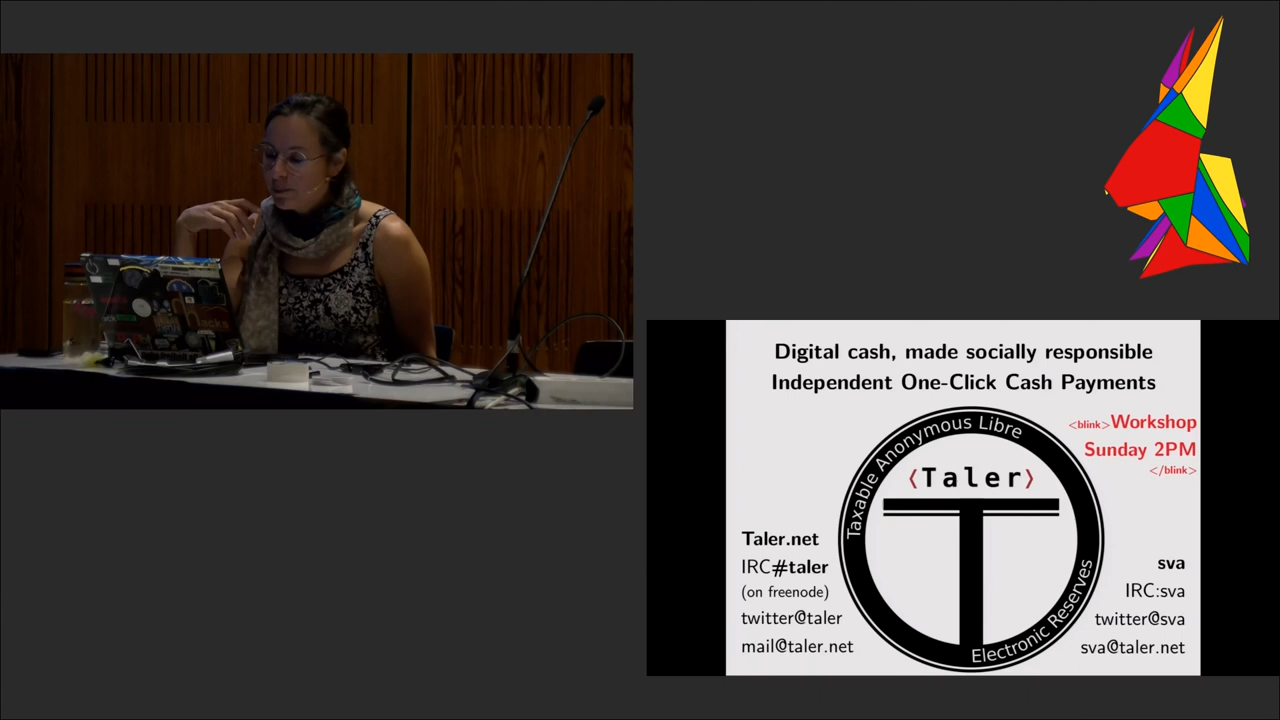 Digital cash, made socially responsible
Independent One-Click Cash Payments
<blink>Workshop
Sunday 2PM
</blink>
Taxable Anonymous Libre
⟨Taler⟩
Electronic Reserves
Taler.net
IRC#taler
(on freenode)
twitter@taler
mail@taler.net
sva
IRC:sva
twitter@sva
sva@taler.net
hacks